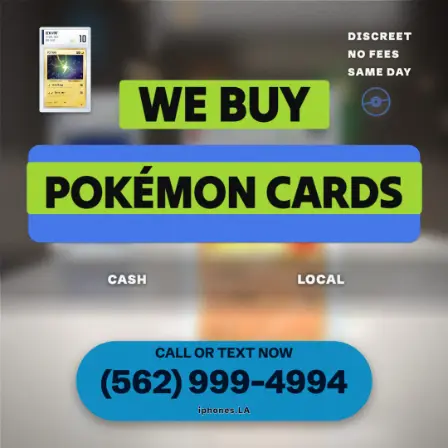 10
DISCREET
NO FEES
SAME DAY
WE BUY
POKÉMON CARDS
CASH
LOCAL
CALL OR TEXT NOW
(562) 999-4994
iphones.LA